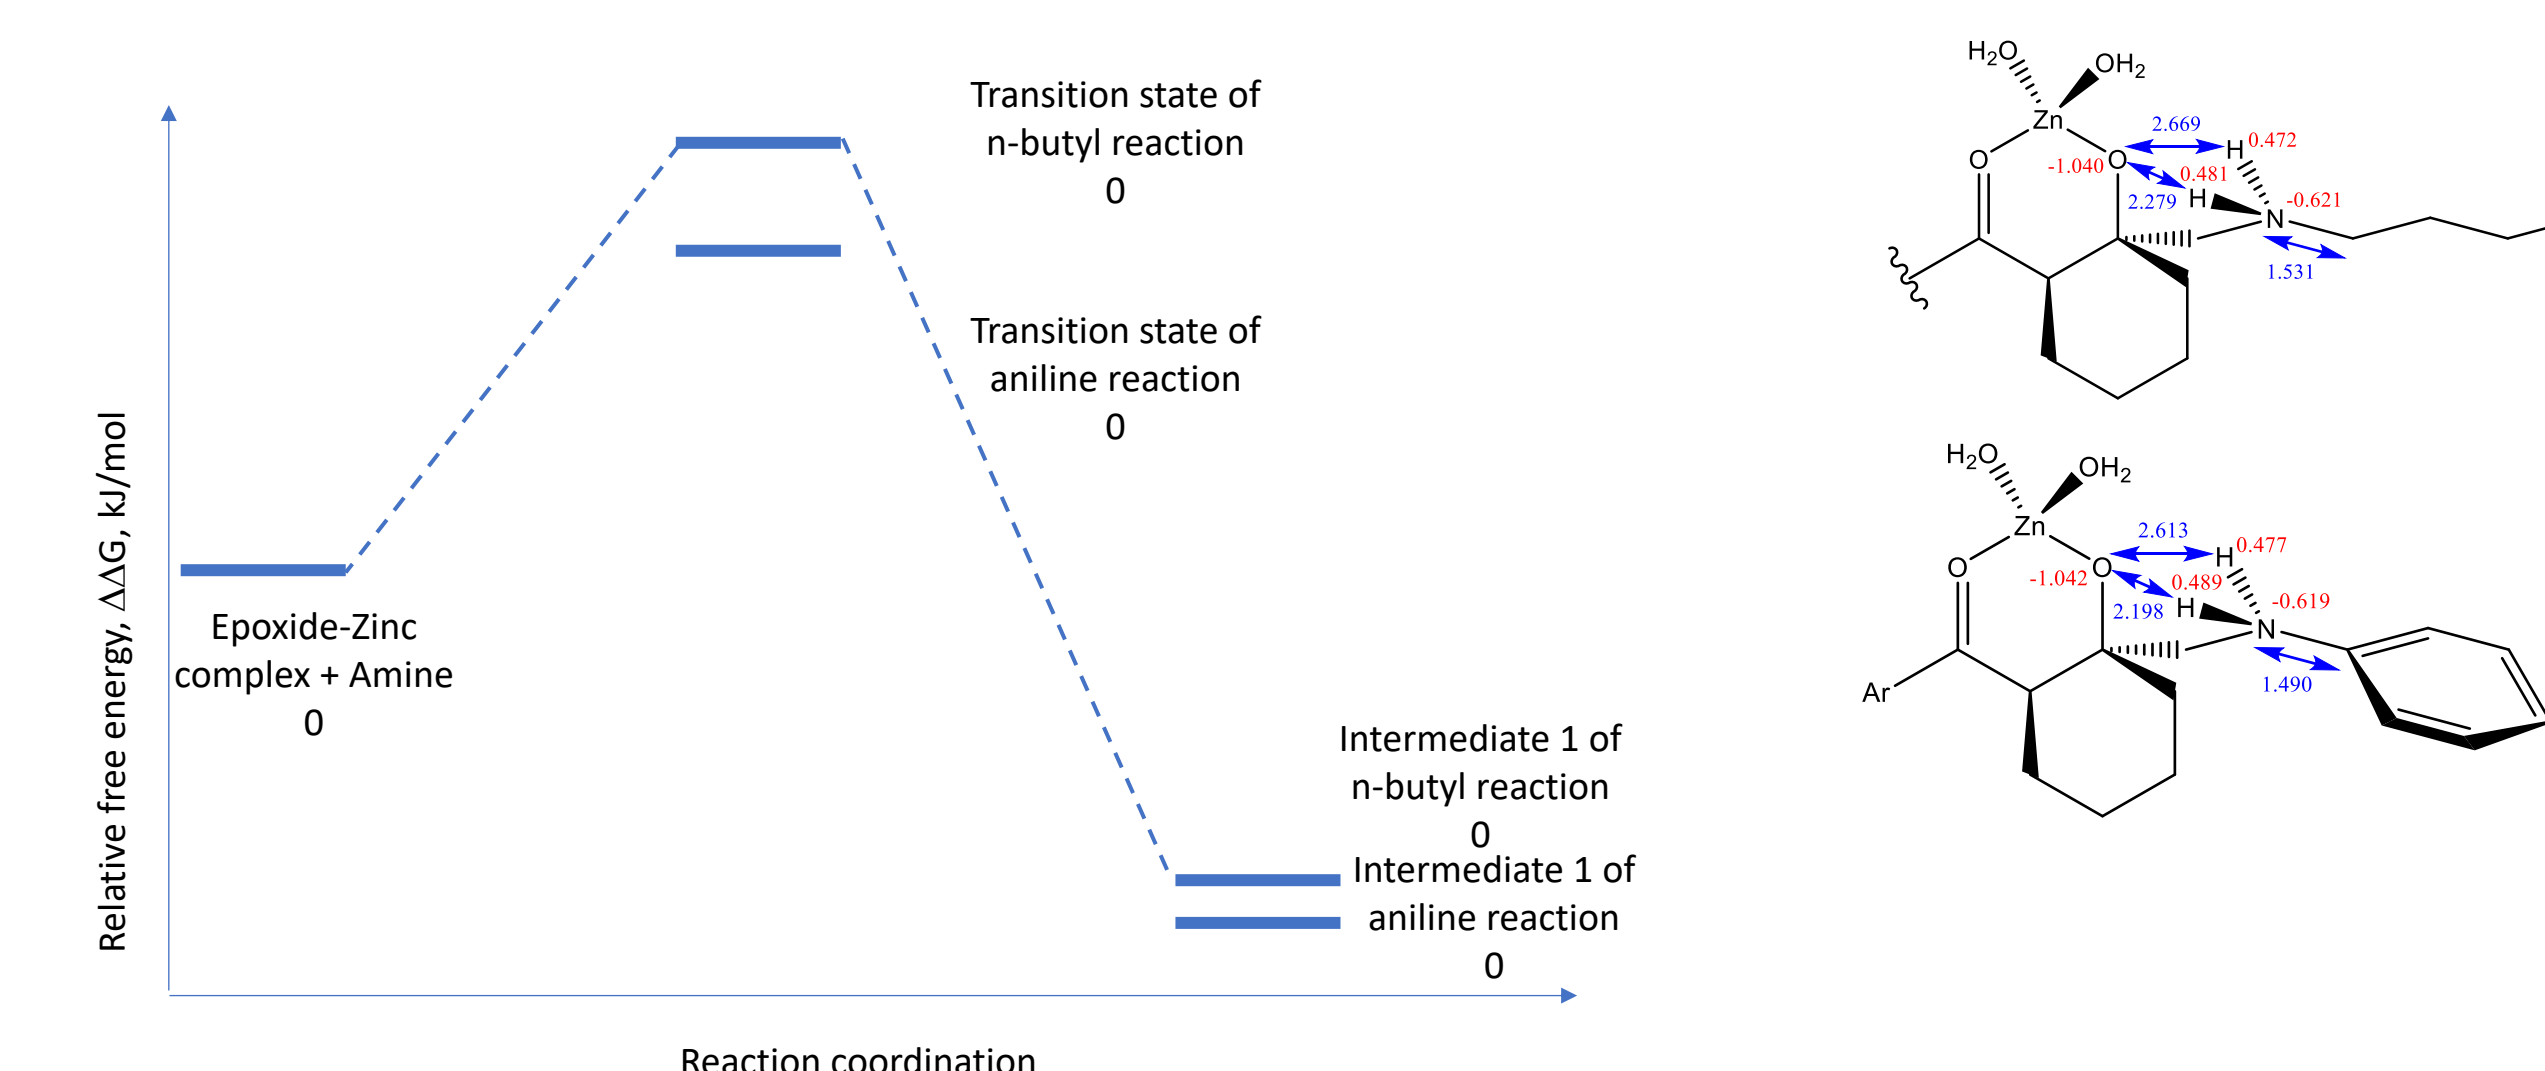 Relative free energy, ΔΔG, kJ/mol
Transition state of
n-butyl reaction
0
Transition state of
aniline reaction
0
Epoxide-Zinc
complex + Amine
0
Intermediate 1 of
n-butyl reaction
0
Intermediate 1 of
aniline reaction
0
Reaction coordination
H2O
OH2
Zn
2.669
H 0.472
O
-1.040 O
0.481
2.279
H
N -0.621
1.531
H2O
OH2
Zn
2.613
H 0.477
O
-1.042 O
0.489
2.198
H
N -0.619
1.490
Ar